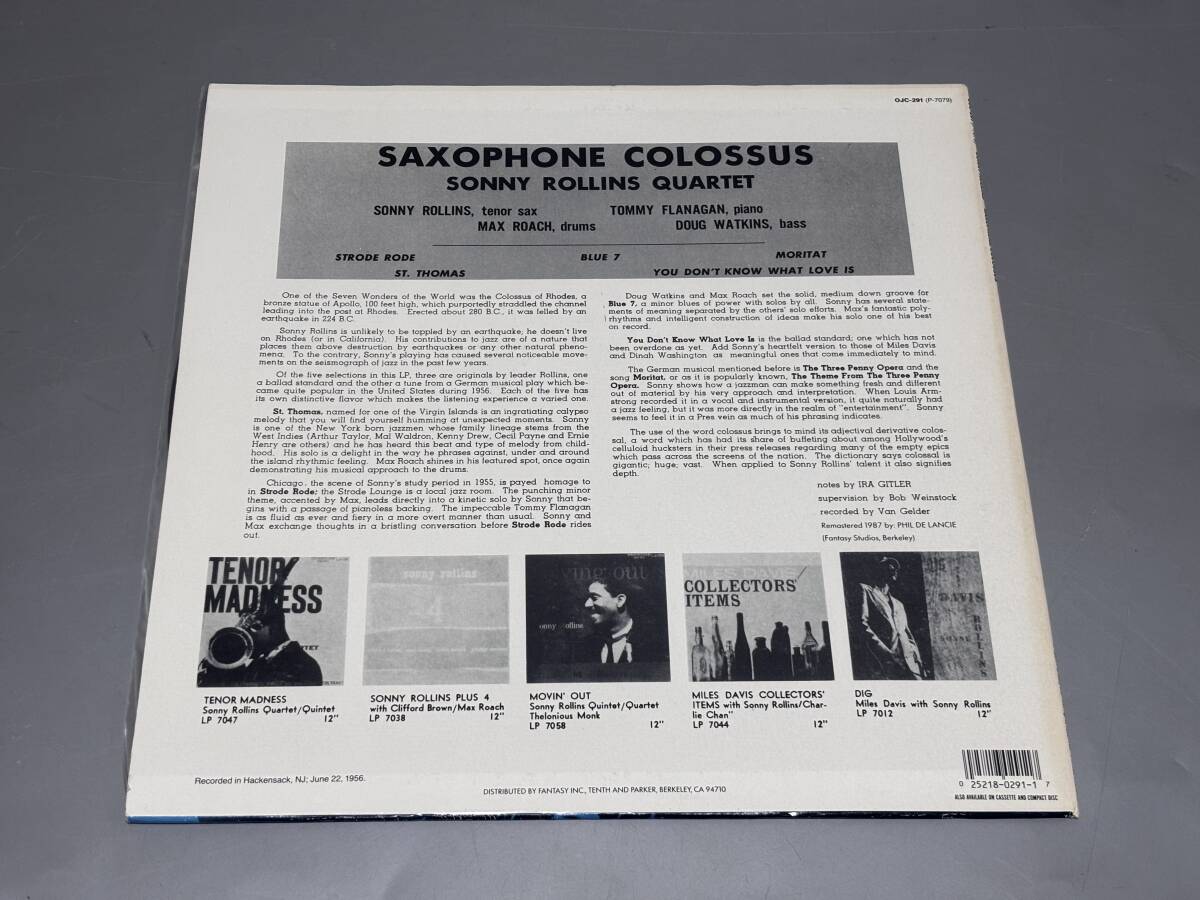 OJC-291 (P-7079)
SAXOPHONE COLOSSUS
SONNY ROLLINS QUARTET
SONNY ROLLINS, tenor sax TOMMY FLANAGAN, piano
MAX ROACH, drums DOUG WATKINS, bass
STRODE RODE BLUE 7 MORITAT
ST. THOMAS YOU DON'T KNOW WHAT LOVE IS
One of the Seven Wonders of the World was the Colossus of Rhodes, a
bronze statue of Apollo, 100 feet high, which purportedly straddled the channel
leading into the post at Rhodes. Erected about 280 B.C., it was felled by an
earthquake in 224 B.C.
Sonny Rollins is unlikely to be toppled by an earthquake; he doesn't live
on Rhodes (or in California). His contributions to jazz are of a nature that
places them above destruction by earthquakes or any other natural pheno-
mena. To the contrary, Sonny's playing has caused several noticeable move-
ments on the seismograph of jazz in the past few years.
Of the five selections in this LP, three are originals by leader Rollins, one
a ballad standard and the other a tune from a German musical play which be-
came quite popular in the United States during 1956. Each of the five has
its own distinctive flavor which makes the listening experience a varied one.
St. Thomas, named for one of the Virgin Islands is an ingratiating calypso
melody that you will find yourself humming at unexpected moments. Sonny
is one of the New York born jazzmen whose family lineage stems from the
West Indies (Arthur Taylor, Mal Waldron, Kenny Drew, Cecil Payne and Ernie
Henry are others) and he has heard this beat and type of melody from child-
hood. His solo is a delight in the way he phrases against, under and around
the island rhythmic feeling. Max Roach shines in his featured spot, once again
demonstrating his musical approach to the drums.
Chicago, the scene of Sonny's study period in 1955, is payed homage to
in Strode Rode; the Strode Lounge is a local jazz room. The punching minor
theme, accented by Max, leads directly into a kinetic solo by Sonny that be-
gins with a passage of pianoless backing. The impeccable Tommy Flanagan
is as fluid as ever and fiery in a more overt manner than usual. Sonny and
Max exchange thoughts in a bristling conversation before Strode Rode rides
out.
Doug Watkins and Max Roach set the solid, medium down groove for
Blue 7, a minor blues of power with solos by all. Sonny has several state-
ments of meaning separated by the others' solo efforts. Max's fantastic poly-
rhythms and intelligent construction of ideas make his solo one of his best
on record.
You Don't Know What Love Is is the ballad standard; one which has not
been overdone as yet. Add Sonny's heartfelt version to those of Miles Davis
and Dinah Washington as meaningful ones that come immediately to mind.
The German musical mentioned before is The Three Penny Opera and the
song Moritat, or as it is popularly known, The Theme From The Three Penny
Opera. Sonny shows how a jazzman can make something fresh and different
out of material by his very approach and interpretation. When Louis Arm-
strong recorded it in a vocal and instrumental version, it quite naturally had
a jazz feeling, but it was more directly in the realm of "entertainment". Sonny
seems to feel it in a Pres vein as much of his phrasing indicates.
The use of the word colossus brings to mind its adjectival derivative colos-
sal, a word which has had its share of buffeting about among Hollywood's
celluloid hucksters in their press releases regarding many of the empty epics
which pass across the screens of the nation. The dictionary says colossal is
gigantic; huge; vast. When applied to Sonny Rollins' talent it also signifies
depth.
notes by IRA GITLER
supervision by Bob Weinstock
recorded by Van Gelder
Remastered 1987 by: PHIL DE LANCIE
(Fantasy Studios, Berkeley)
TENOR
MADNESS
sonny rollins
sonny rollins
MILES DAVIS
COLLECTORS'
ITEMS
DAVIS
ROLLINS
TENOR MADNESS
Sonny Rollins Quartet/Quintet
LP 7047 12"
SONNY ROLLINS PLUS 4
with Clifford Brown/Max Roach
LP 7038 12"
MOVIN' OUT
Sonny Rollins Quintet/Quartet
Thelonious Monk
LP 7058 12"
MILES DAVIS COLLECTORS'
ITEMS with Sonny Rollins/Char-
lie Chan"
LP 7044 12"
DIG
Miles Davis with Sonny Rollins
LP 7012 12"
Recorded in Hackensack, NJ; June 22, 1956.
DISTRIBUTED BY FANTASY INC., TENTH AND PARKER, BERKELEY, CA 94710
0 25218-0291-1 7
ALSO AVAILABLE ON CASSETTE AND COMPACT DISC